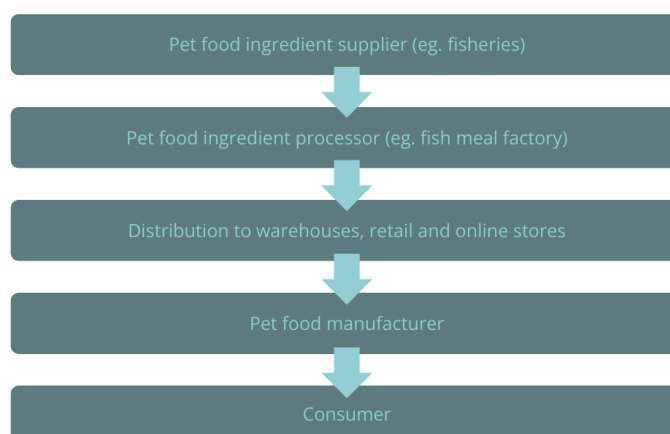 Pet food ingredient supplier (eg. fisheries)
Pet food ingredient processor (eg. fish meal factory)
Distribution to warehouses, retail and online stores
Pet food manufacturer
Consumer